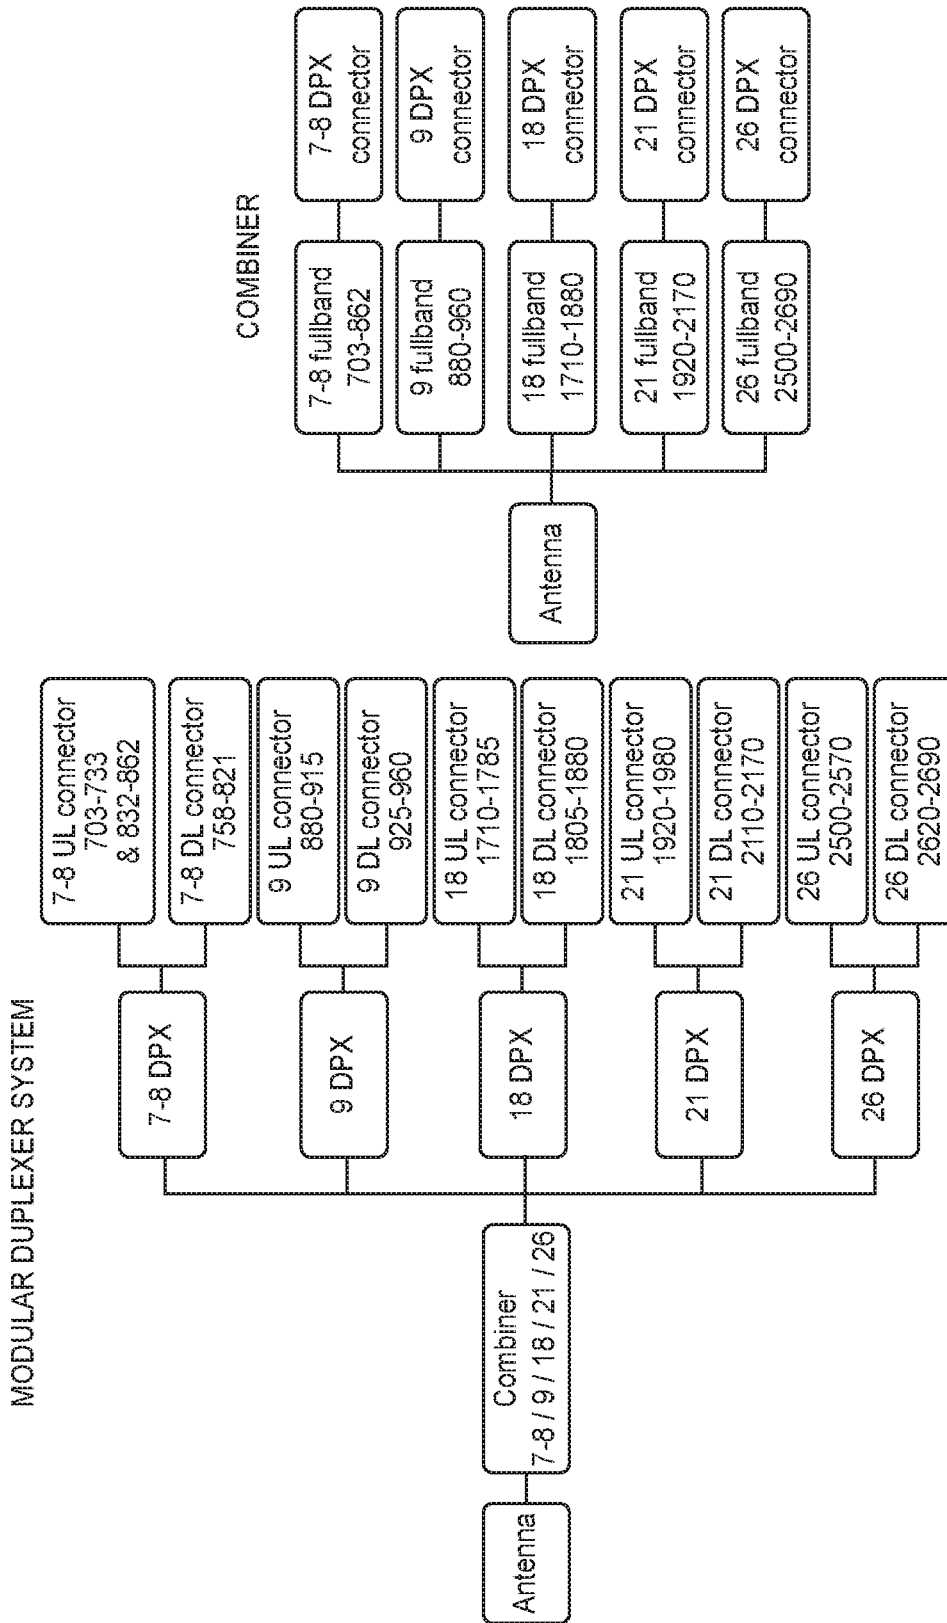 MODULAR DUPLEXER SYSTEM
Antenna
Combiner
7-8 / 9 / 18 / 21 / 26
7-8 DPX
9 DPX
18 DPX
21 DPX
26 DPX
7-8 UL connector
703-733
& 832-862
7-8 DL connector
758-821
9 UL connector
880-915
9 DL connector
925-960
18 UL connector
1710-1785
18 DL connector
1805-1880
21 UL connector
1920-1980
21 DL connector
2110-2170
26 UL connector
2500-2570
26 DL connector
2620-2690
COMBINER
Antenna
7-8 fullband
703-862
9 fullband
880-960
18 fullband
1710-1880
21 fullband
1920-2170
26 fullband
2500-2690
7-8 DPX
connector
9 DPX
connector
18 DPX
connector
21 DPX
connector
26 DPX
connector